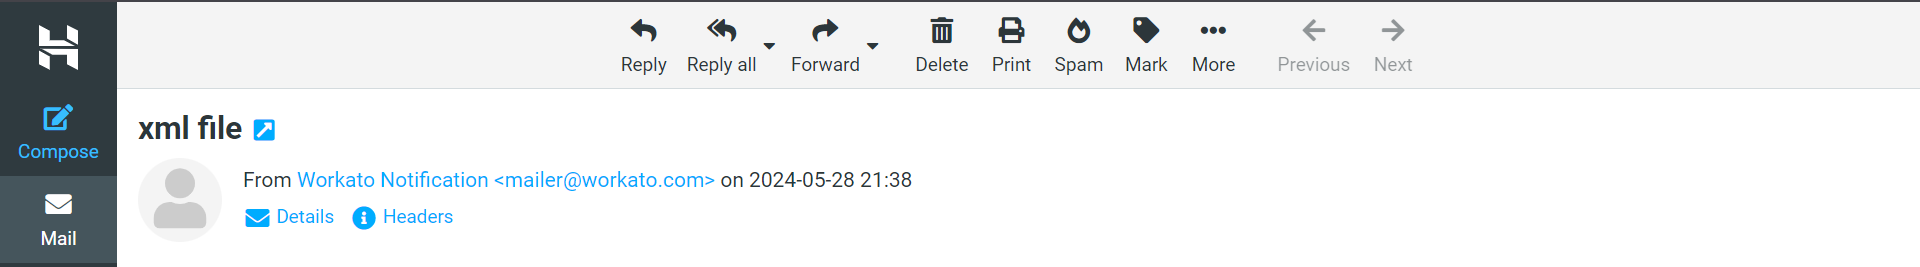 Reply Reply all Forward Delete Print Spam Mark More Previous Next
xml file
Compose
From Workato Notification <mailer@workato.com> on 2024-05-28 21:38
Details Headers
Mail